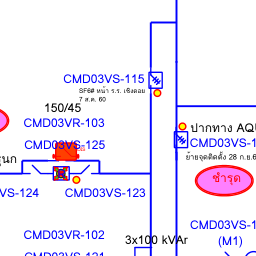 CMD03VS-115
SF6# หน้า ร.ร. เชิงดอย
7 ส.ค. 60
150/45
CMD03VR-103
ปากทาง AQU
CMD03VS-125
CMD03VS-1
ย้ายจุดติดตั้ง 28 ก.ย.6
ชำรุด
VS-124
CMD03VS-123
CMD03VS-1
CMD03VR-102
(M1)
3x100 kVAr